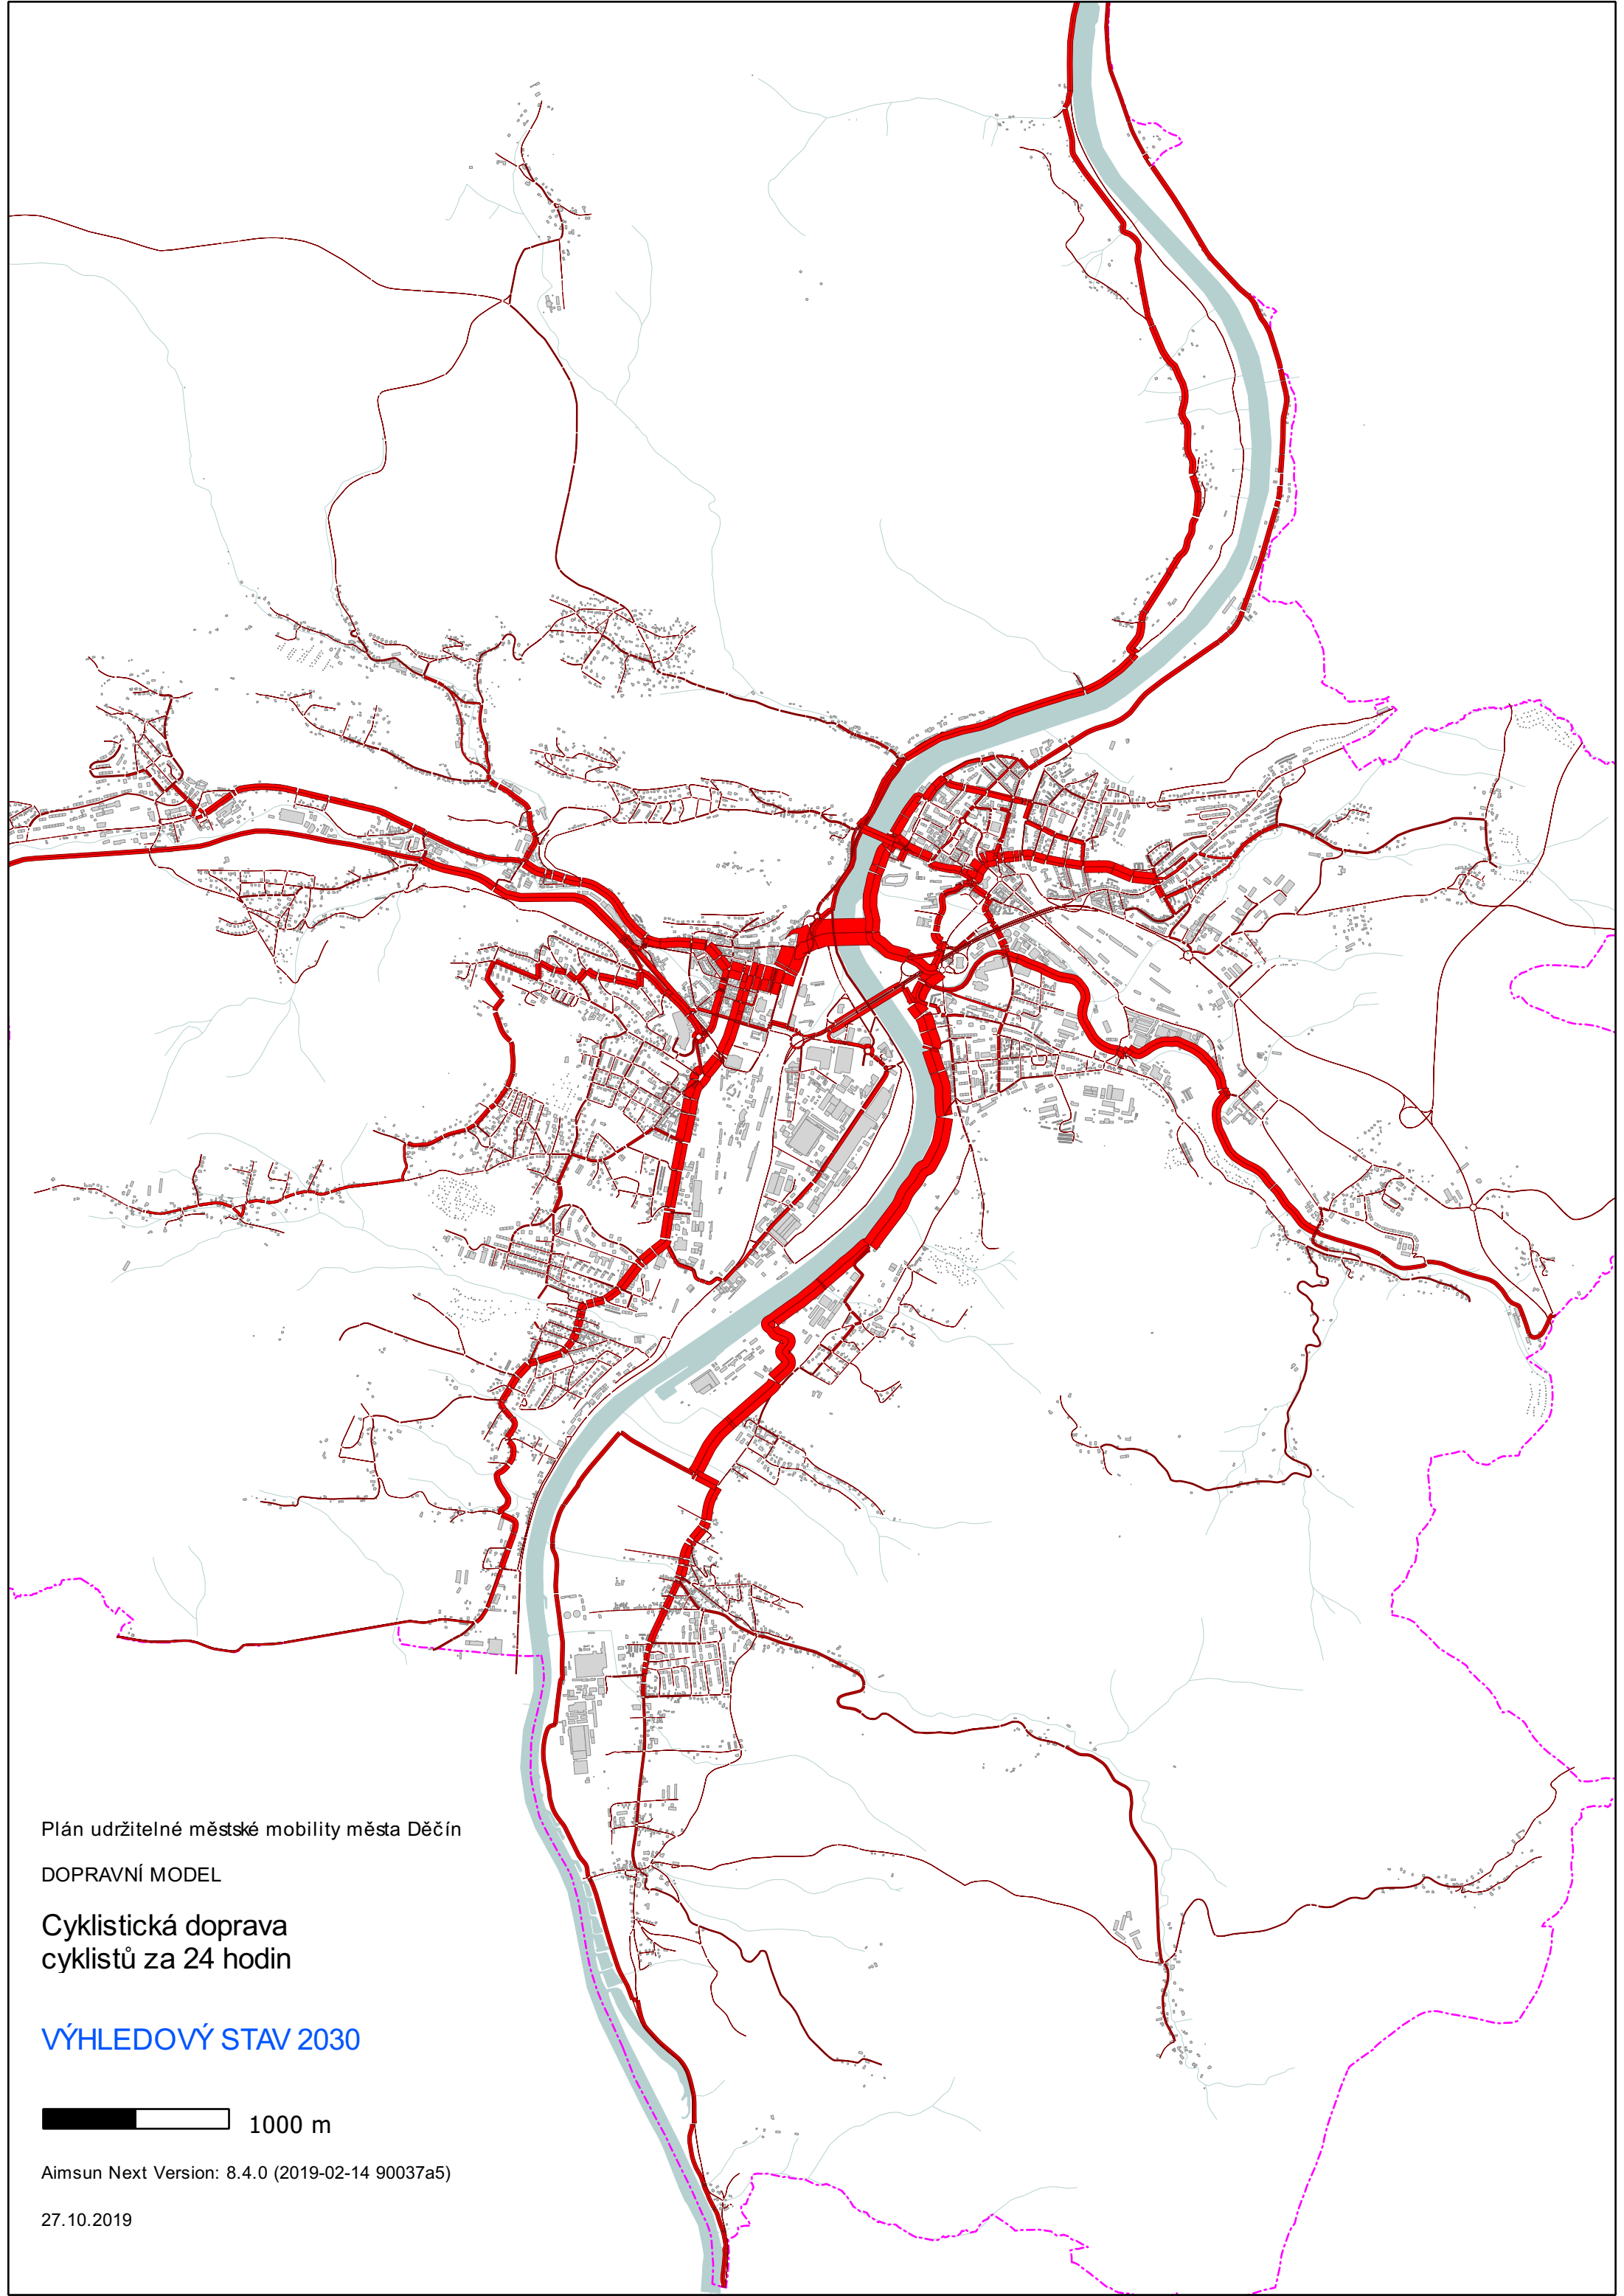 Plán udržitelné městské mobility města Děčín
DOPRAVNÍ MODEL
Cyklistická doprava
cyklistů za 24 hodin
VÝHLEDOVÝ STAV 2030
1000 m
Aimsun Next Version: 8.4.0 (2019-02-14 90037a5)
27.10.2019